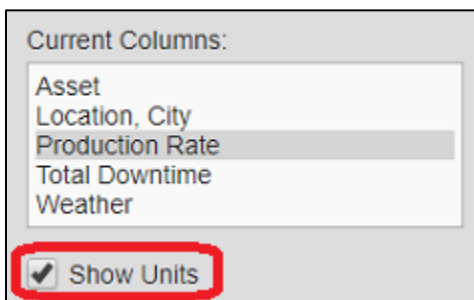 Current Columns:
Asset
Location, City
Production Rate
Total Downtime
Weather
Show Units